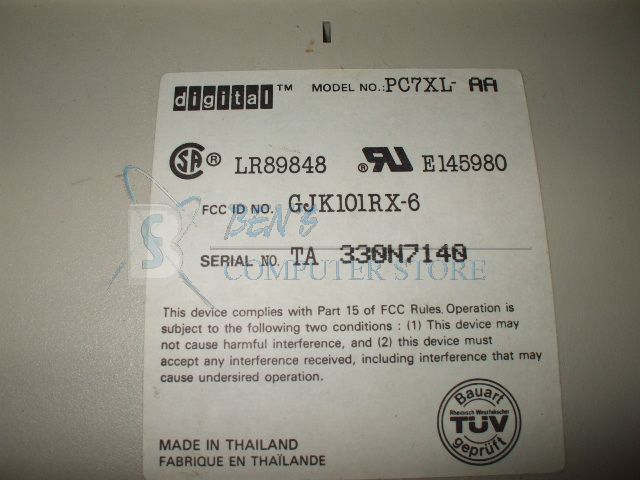 digital™ MODEL NO.: PC7XL- AA
SA ® LR89848 ® RU E145980
FCC ID NO. GJK101RX-6
BEN'S
SERIAL NO. TA 330N7140
COMPUTER STORE
This device complies with Part 15 of FCC Rules. Operation is
subject to the following two conditions : (1) This device may
not cause harmful interference, and (2) this device must
accept any interference received, including interference that may
cause undersired operation.
Bauart
Rheinisch Westfälischer
TÜV
geprüft
MADE IN THAILAND
FABRIQUE EN THAÏLANDE